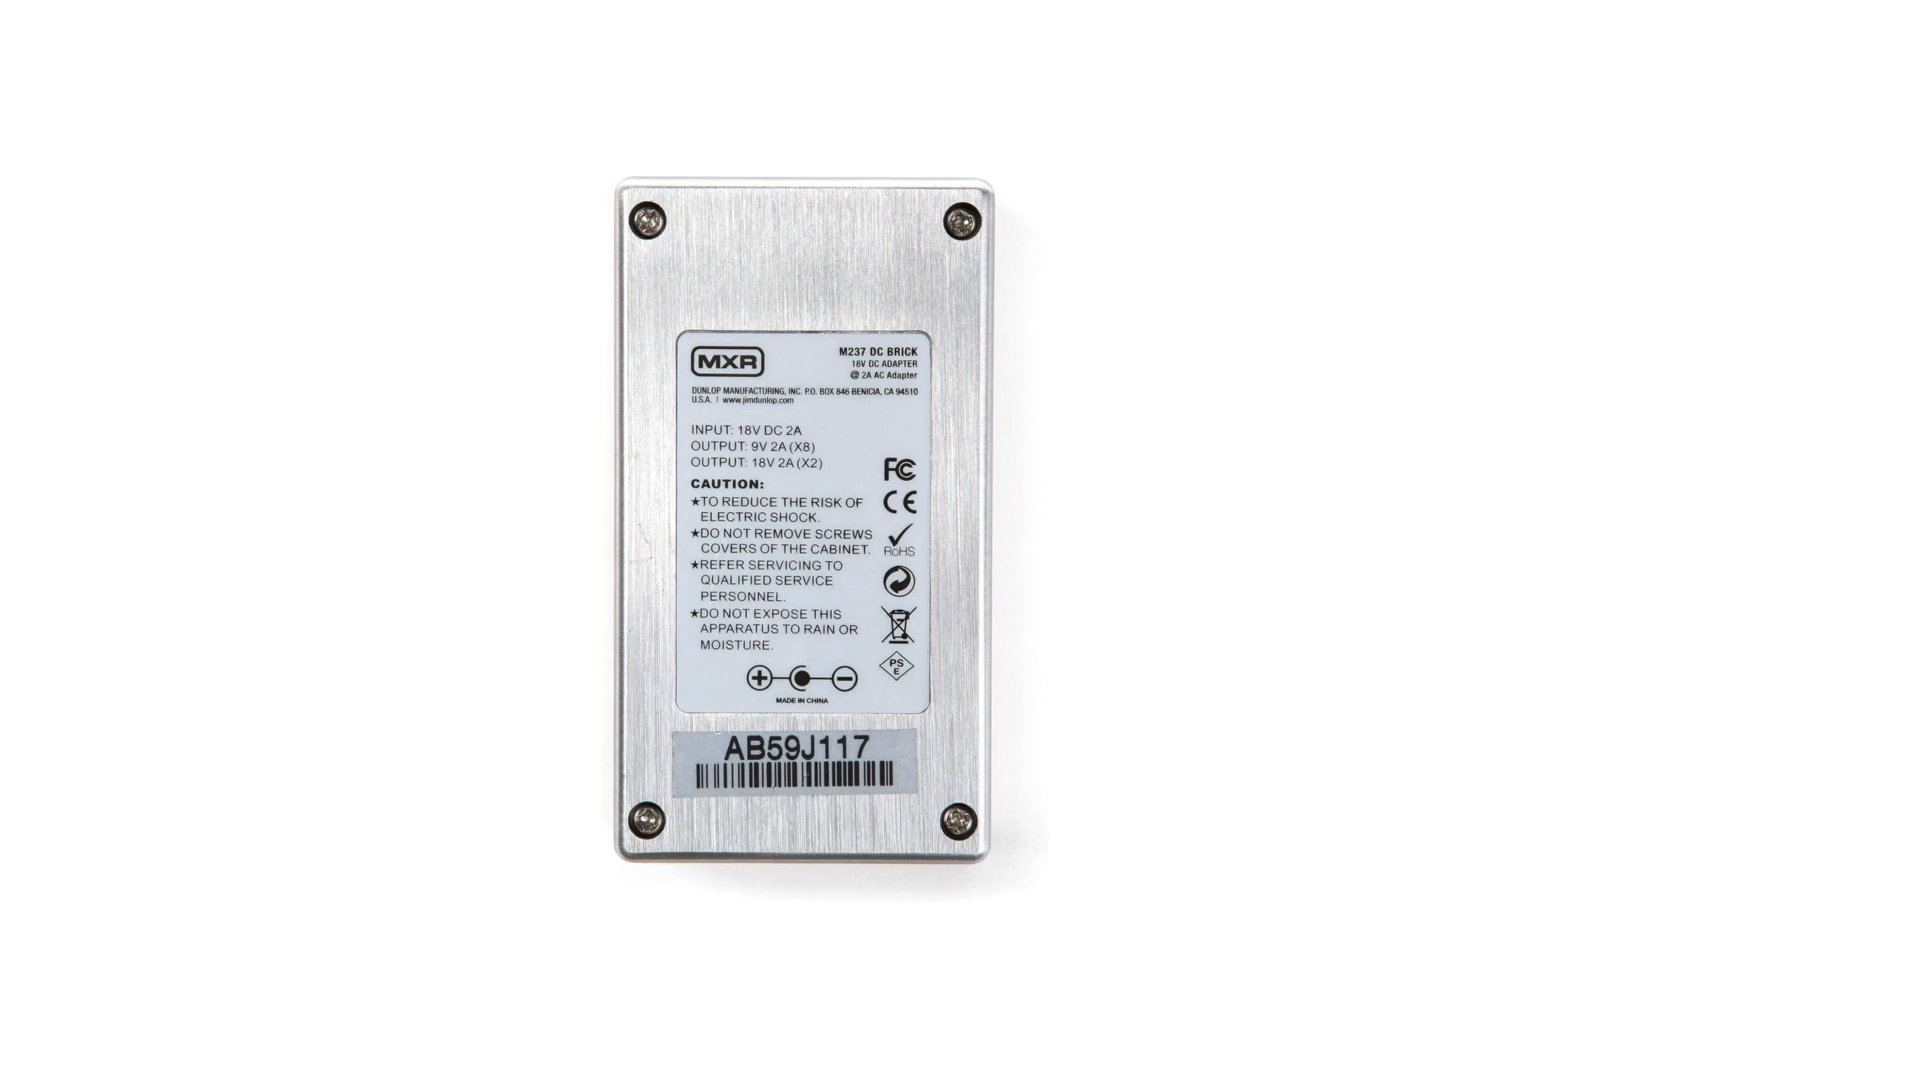 MXR
M237 DC BRICK
18V DC ADAPTER
@ 2A AC Adapter
DUNLOP MANUFACTURING, INC. P.O. BOX 846 BENICIA, CA 94510
U.S.A. | www.jimdunlop.com
INPUT: 18V DC 2A
OUTPUT: 9V 2A (X8)
OUTPUT: 18V 2A (X2)
CAUTION:
★TO REDUCE THE RISK OF
ELECTRIC SHOCK.
★DO NOT REMOVE SCREWS
COVERS OF THE CABINET.
★REFER SERVICING TO
QUALIFIED SERVICE
PERSONNEL.
★DO NOT EXPOSE THIS
APPARATUS TO RAIN OR
MOISTURE.
FC
CE
RoHS
PS
E
MADE IN CHINA
AB59J117